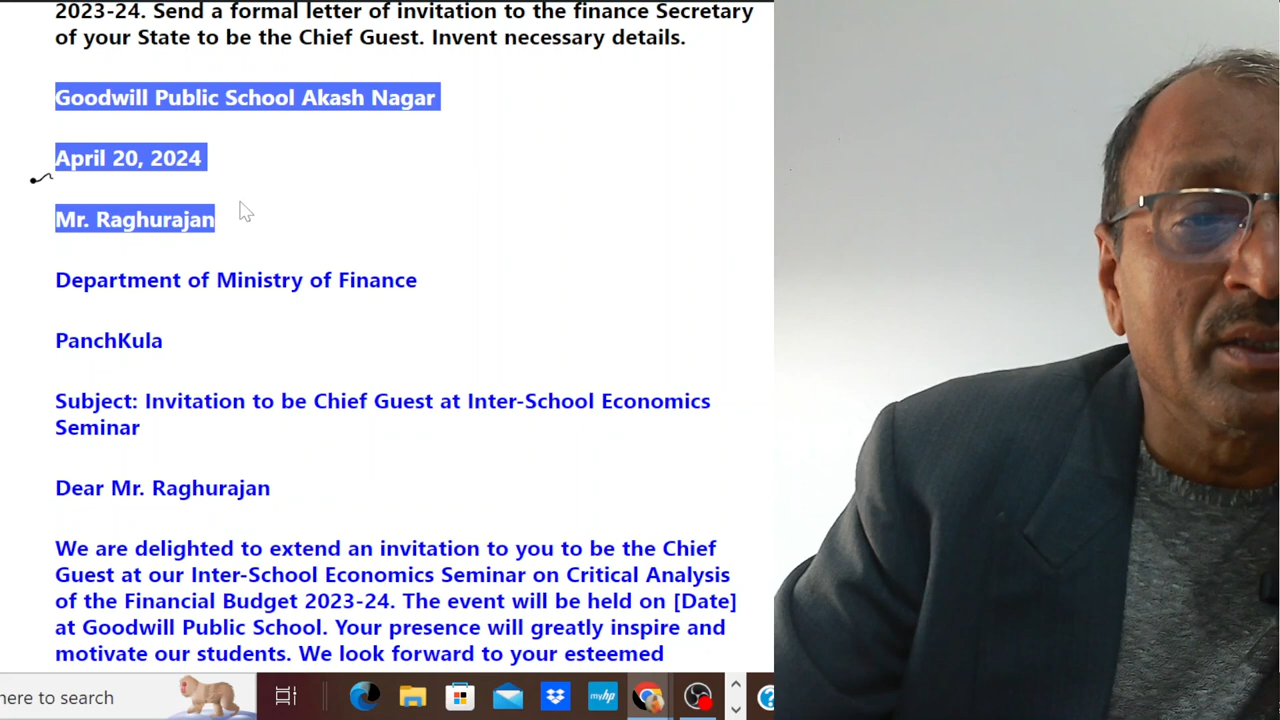 2023-24. Send a formal letter of invitation to the finance Secretary
of your State to be the Chief Guest. Invent necessary details.
Goodwill Public School Akash Nagar
April 20, 2024
Mr. Raghurajan
Department of Ministry of Finance
PanchKula
Subject: Invitation to be Chief Guest at Inter-School Economics
Seminar
Dear Mr. Raghurajan
We are delighted to extend an invitation to you to be the Chief
Guest at our Inter-School Economics Seminar on Critical Analysis
of the Financial Budget 2023-24. The event will be held on [Date]
at Goodwill Public School. Your presence will greatly inspire and
motivate our students. We look forward to your esteemed
here to search
myhp